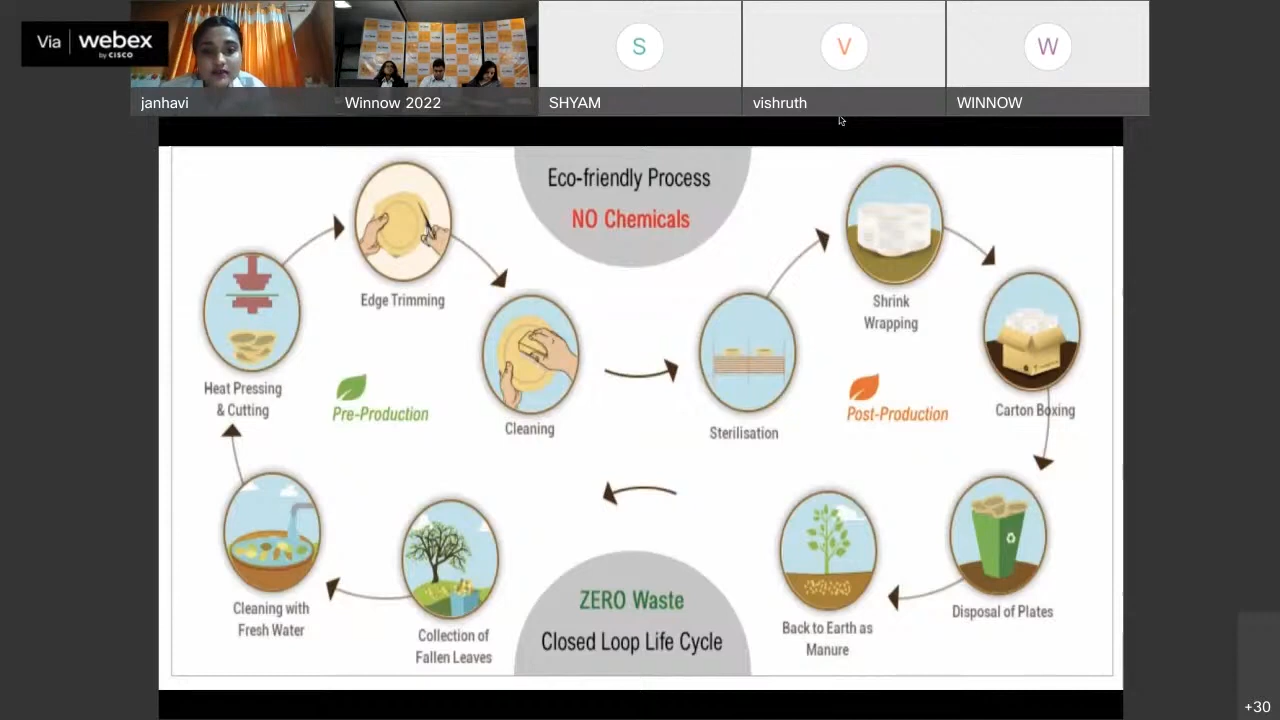 Via webex
by CISCO
janhavi
Winnow 2022
SHYAM
vishruth
WINNOW
S
V
W
Eco-friendly Process
NO Chemicals
Edge Trimming
Heat Pressing
& Cutting
Pre-Production
Cleaning
Cleaning with
Fresh Water
Collection of
Fallen Leaves
Shrink
Wrapping
Sterilisation
Post-Production
Carton Boxing
Disposal of Plates
Back to Earth as
Manure
ZERO Waste
Closed Loop Life Cycle
+30